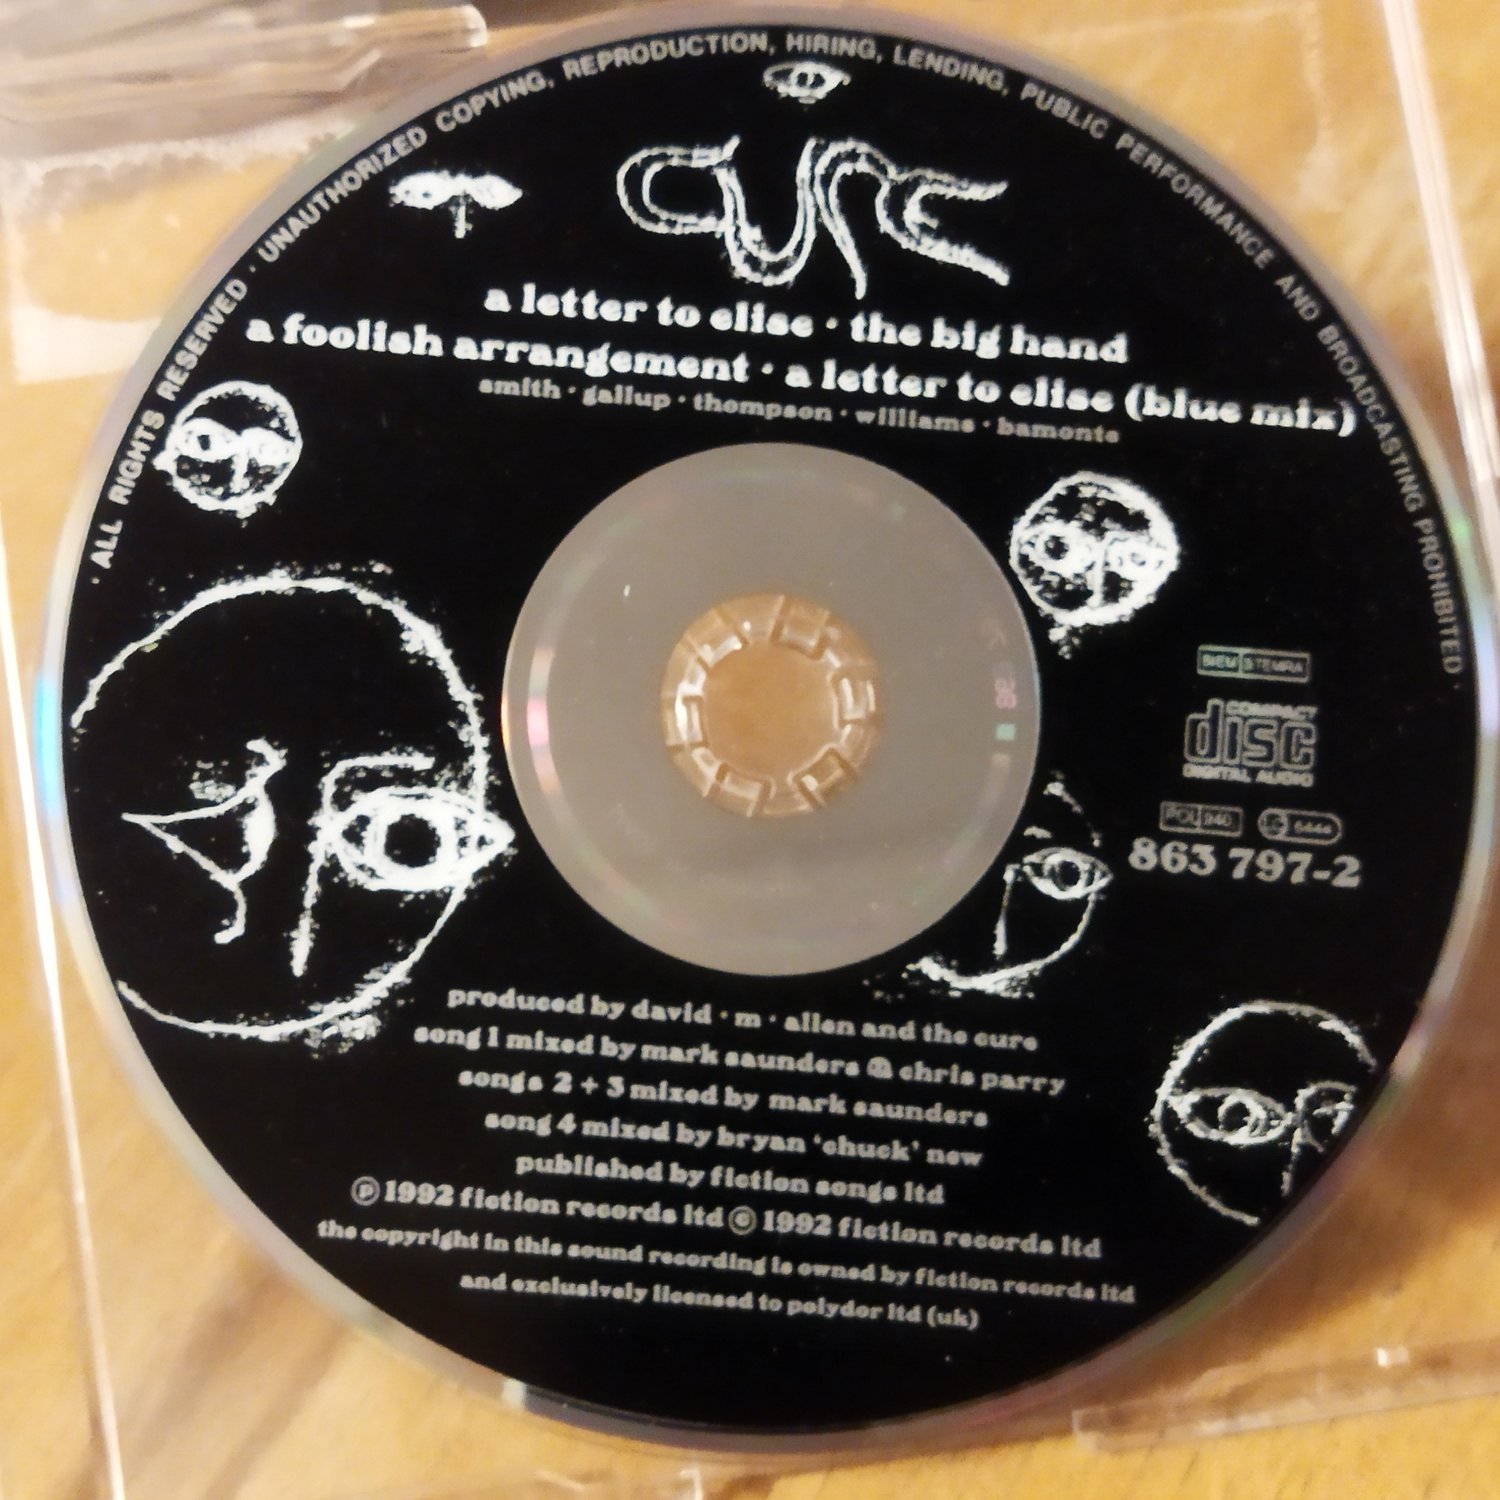 · ALL RIGHTS RESERVED · UNAUTHORIZED COPYING, REPRODUCTION, HIRING, LENDING, PUBLIC PERFORMANCE AND BROADCASTING PROHIBITED ·
CURE
a letter to elise · the big hand
a foolish arrangement · a letter to elise (blue mix)
smith · gallup · thompson · williams · bamonte
BIEM STEMRA
COMPACT
disc
DIGITAL AUDIO
POL 940
863 797-2
produced by david · m · allen and the cure
song 1 mixed by mark saunders & chris parry
songs 2 + 3 mixed by mark saunders
song 4 mixed by bryan ‘chuck’ new
published by fiction songs ltd
℗ 1992 fiction records ltd © 1992 fiction records ltd
the copyright in this sound recording is owned by fiction records ltd
and exclusively licensed to polydor ltd (uk)